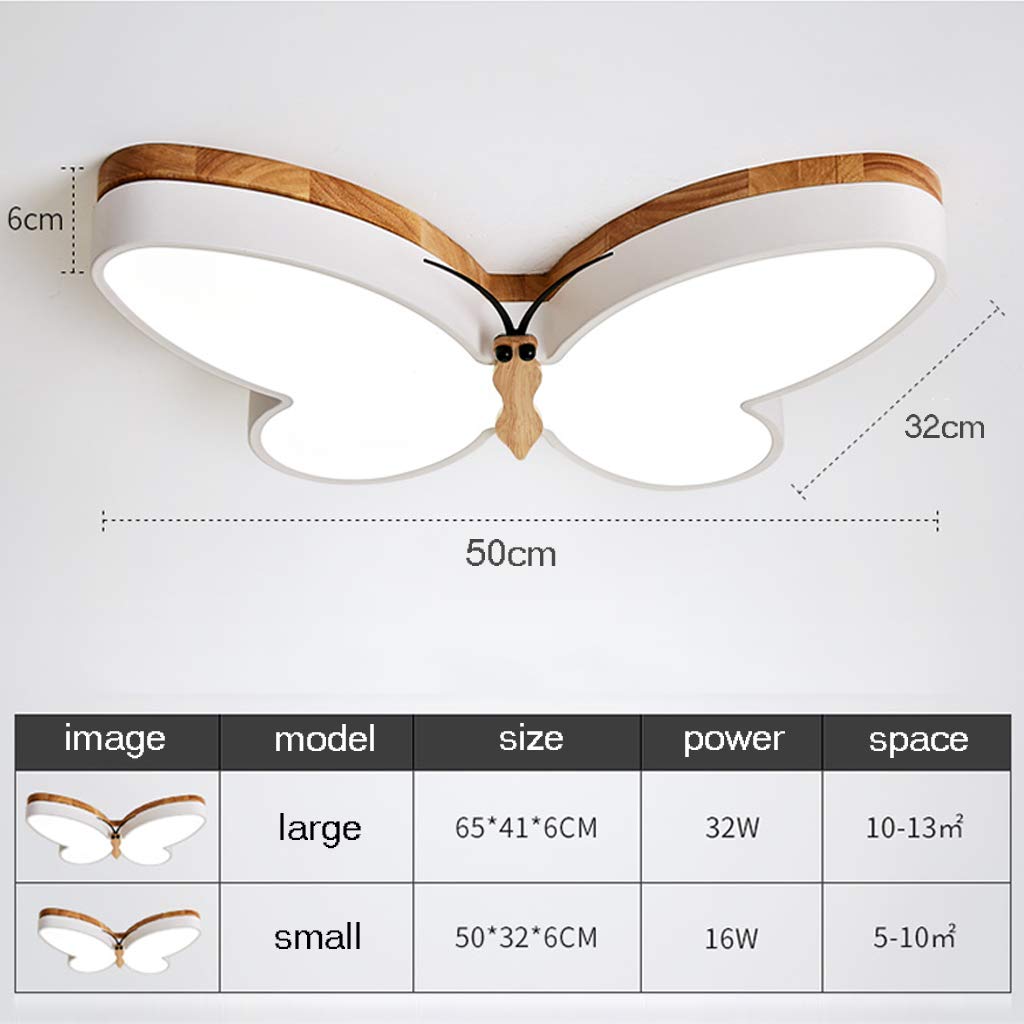 6cm
32cm
50cm
image model size power space
large 65*41*6CM 32W 10-13㎡
small 50*32*6CM 16W 5-10㎡